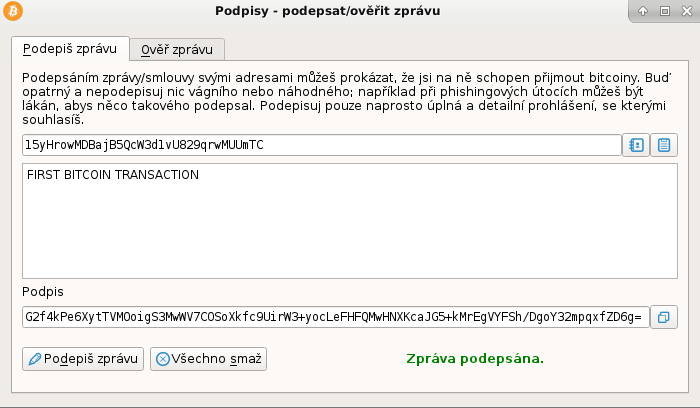 Podpisy - podepsat/ověřit zprávu
Podepiš zprávu
Ověř zprávu
Podepsáním zprávy/smlouvy svými adresami můžeš prokázat, že jsi na ně schopen přijmout bitcoiny. Buď
opatrný a nepodepisuj nic vágního nebo náhodného; například při phishingových útocích můžeš být
lákán, abys něco takového podepsal. Podepisuj pouze naprosto úplná a detailní prohlášení, se kterými
souhlasíš.
15yHrowMDBajB5QcW3d1vU829qrwMUUmTC
FIRST BITCOIN TRANSACTION
Podpis
G2f4kPe6XytTVMOoigS3MwWV7COSoXkfc9UirW3+yocLeFHFQMwHNXKcaJG5+kMrEgVYFSh/DgoY32mpqxfZD6g=
Podepiš zprávu
Všechno smaž
Zpráva podepsána.